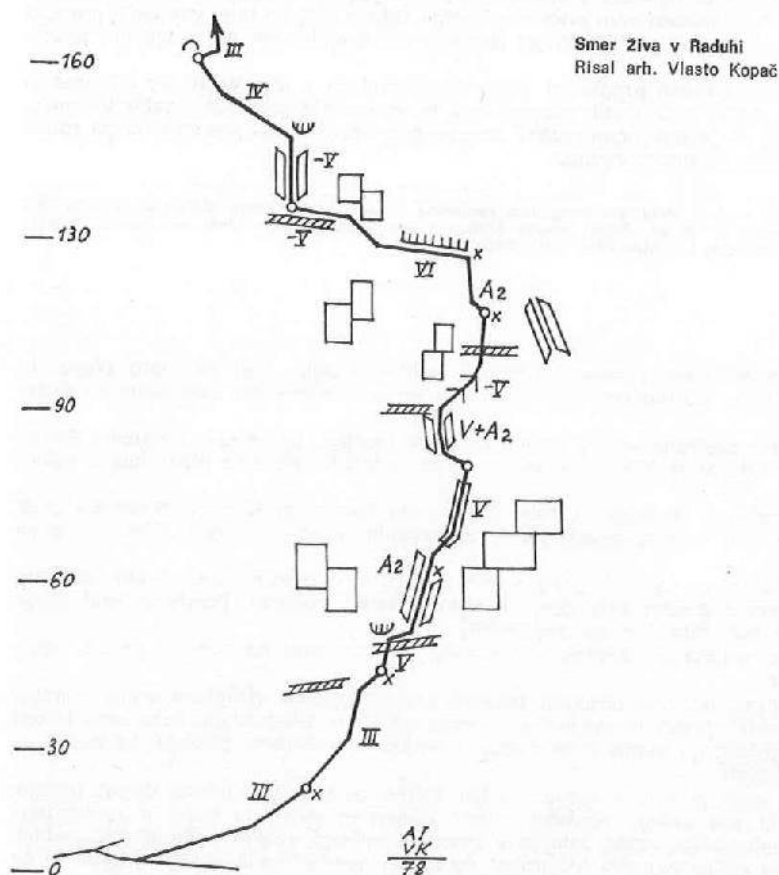 Smer Živa v Raduhi
Risal arh. Vlasto Kopač
III
160
IV
-V
130
-V
VI
A2
-V
90
V+A2
V
A2
60
V
III
30
III
0
AI
VK
78